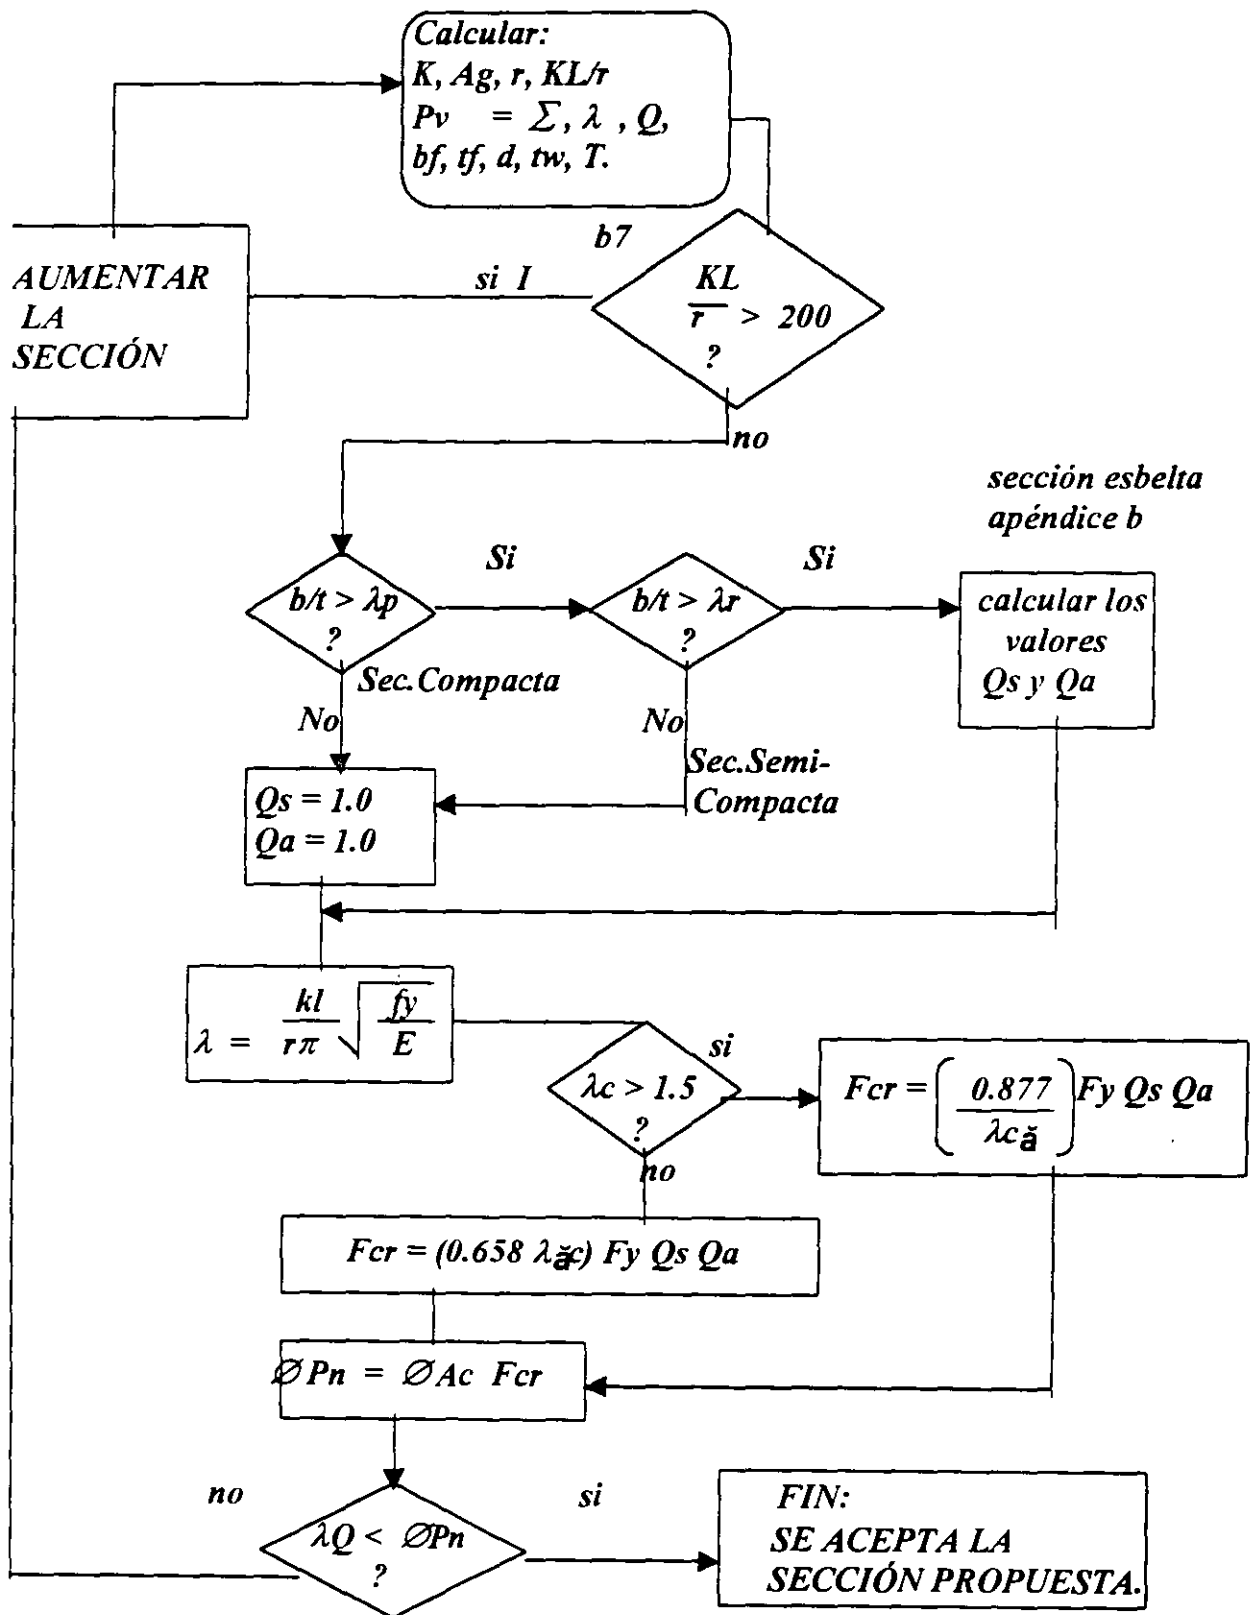 Calcular:
K, Ag, r, KL/r
Pv = Σ, λ , Q,
bf, tf, d, tw, T.
b7
AUMENTAR
LA
SECCIÓN
si I
KL
r > 200
?
no
sección esbelta
apéndice b
Si
Si
b/t > λp
?
b/t > λr
?
calcular los
valores
Qs y Qa
Sec.Compacta
No
No
Sec.Semi-
Compacta
Qs = 1.0
Qa = 1.0
λ = kl/rπ √fy/E
si
λc > 1.5
?
no
Fcr = (0.877/λcă) Fy Qs Qa
Fcr = (0.658 λăc) Fy Qs Qa
∅Pn = ∅Ac Fcr
no
si
λQ < ∅Pn
?
FIN:
SE ACEPTA LA
SECCIÓN PROPUESTA.